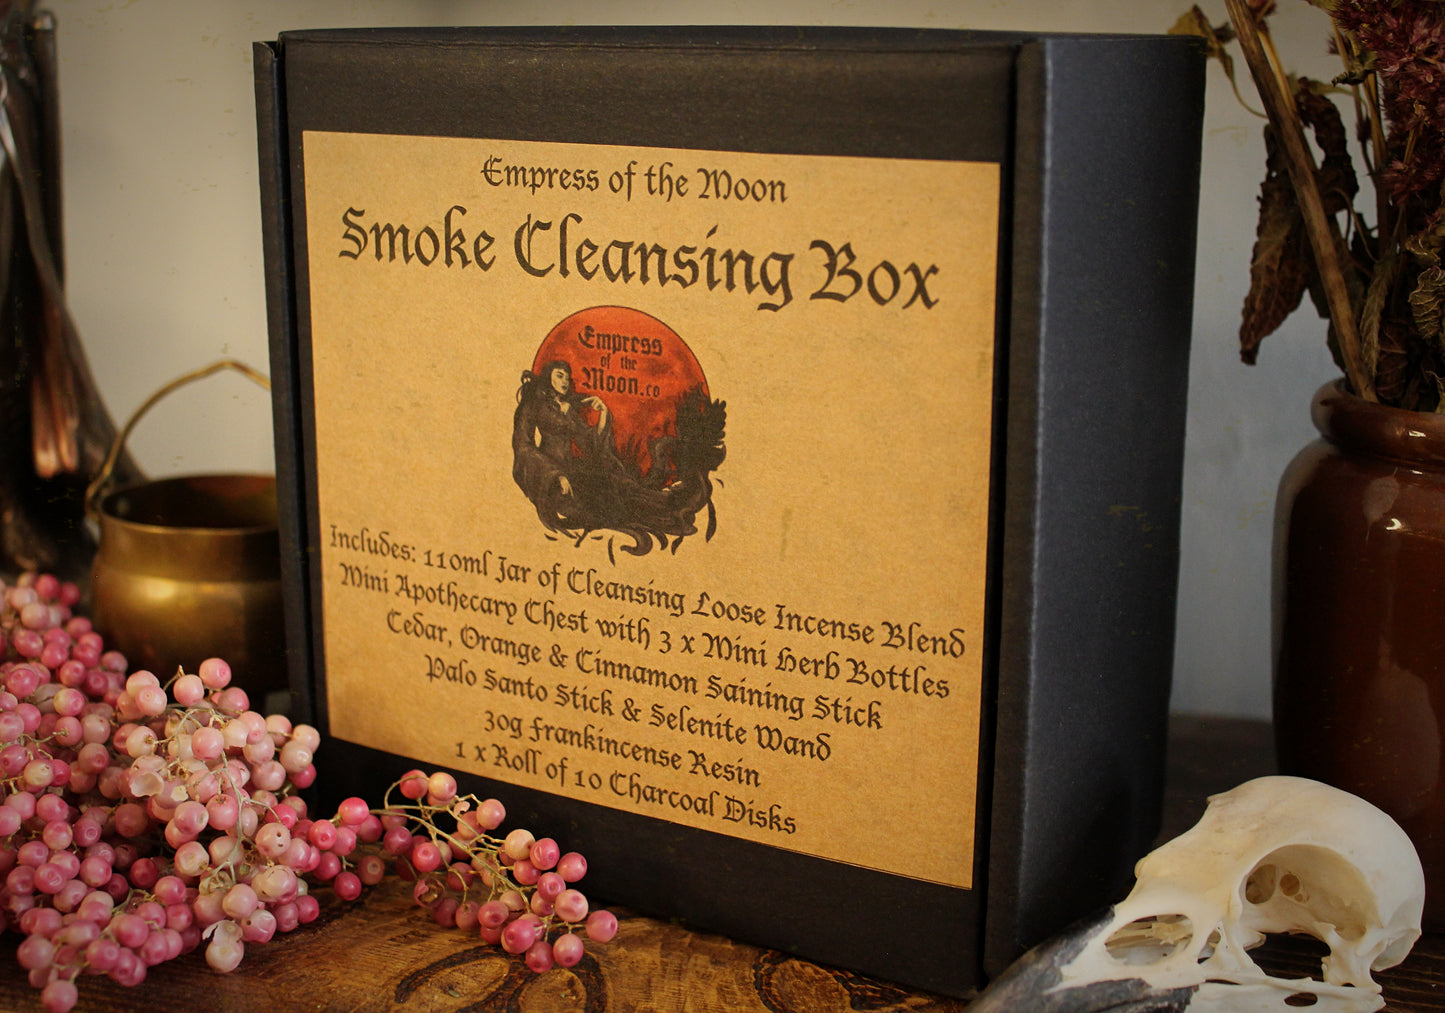 Empress of the Moon
Smoke Cleansing Box
Empress
of the
Moon.co
Includes: 110ml Jar of Cleansing Loose Incense Blend
Mini Apothecary Chest with 3 x Mini Herb Bottles
Cedar, Orange & Cinnamon Saining Stick
Palo Santo Stick & Selenite Wand
30g Frankincense Resin
1 x Roll of 10 Charcoal Disks